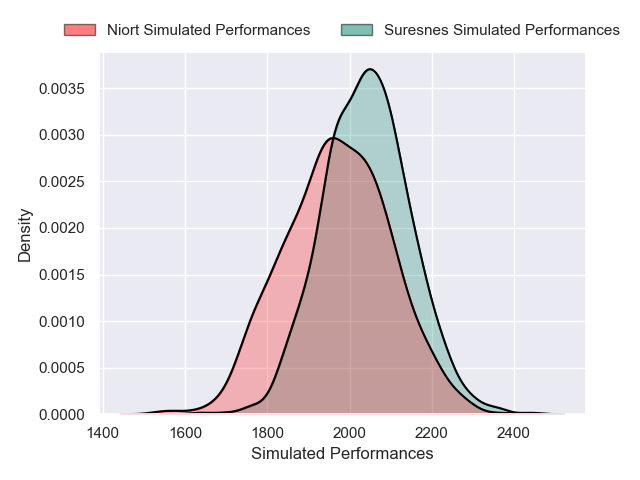 Niort Simulated Performances Suresnes Simulated Performances
0.0035
0.0030
0.0025
0.0020
0.0015
0.0010
0.0005
0.0000
Density
1400 1600 1800 2000 2200 2400
Simulated Performances